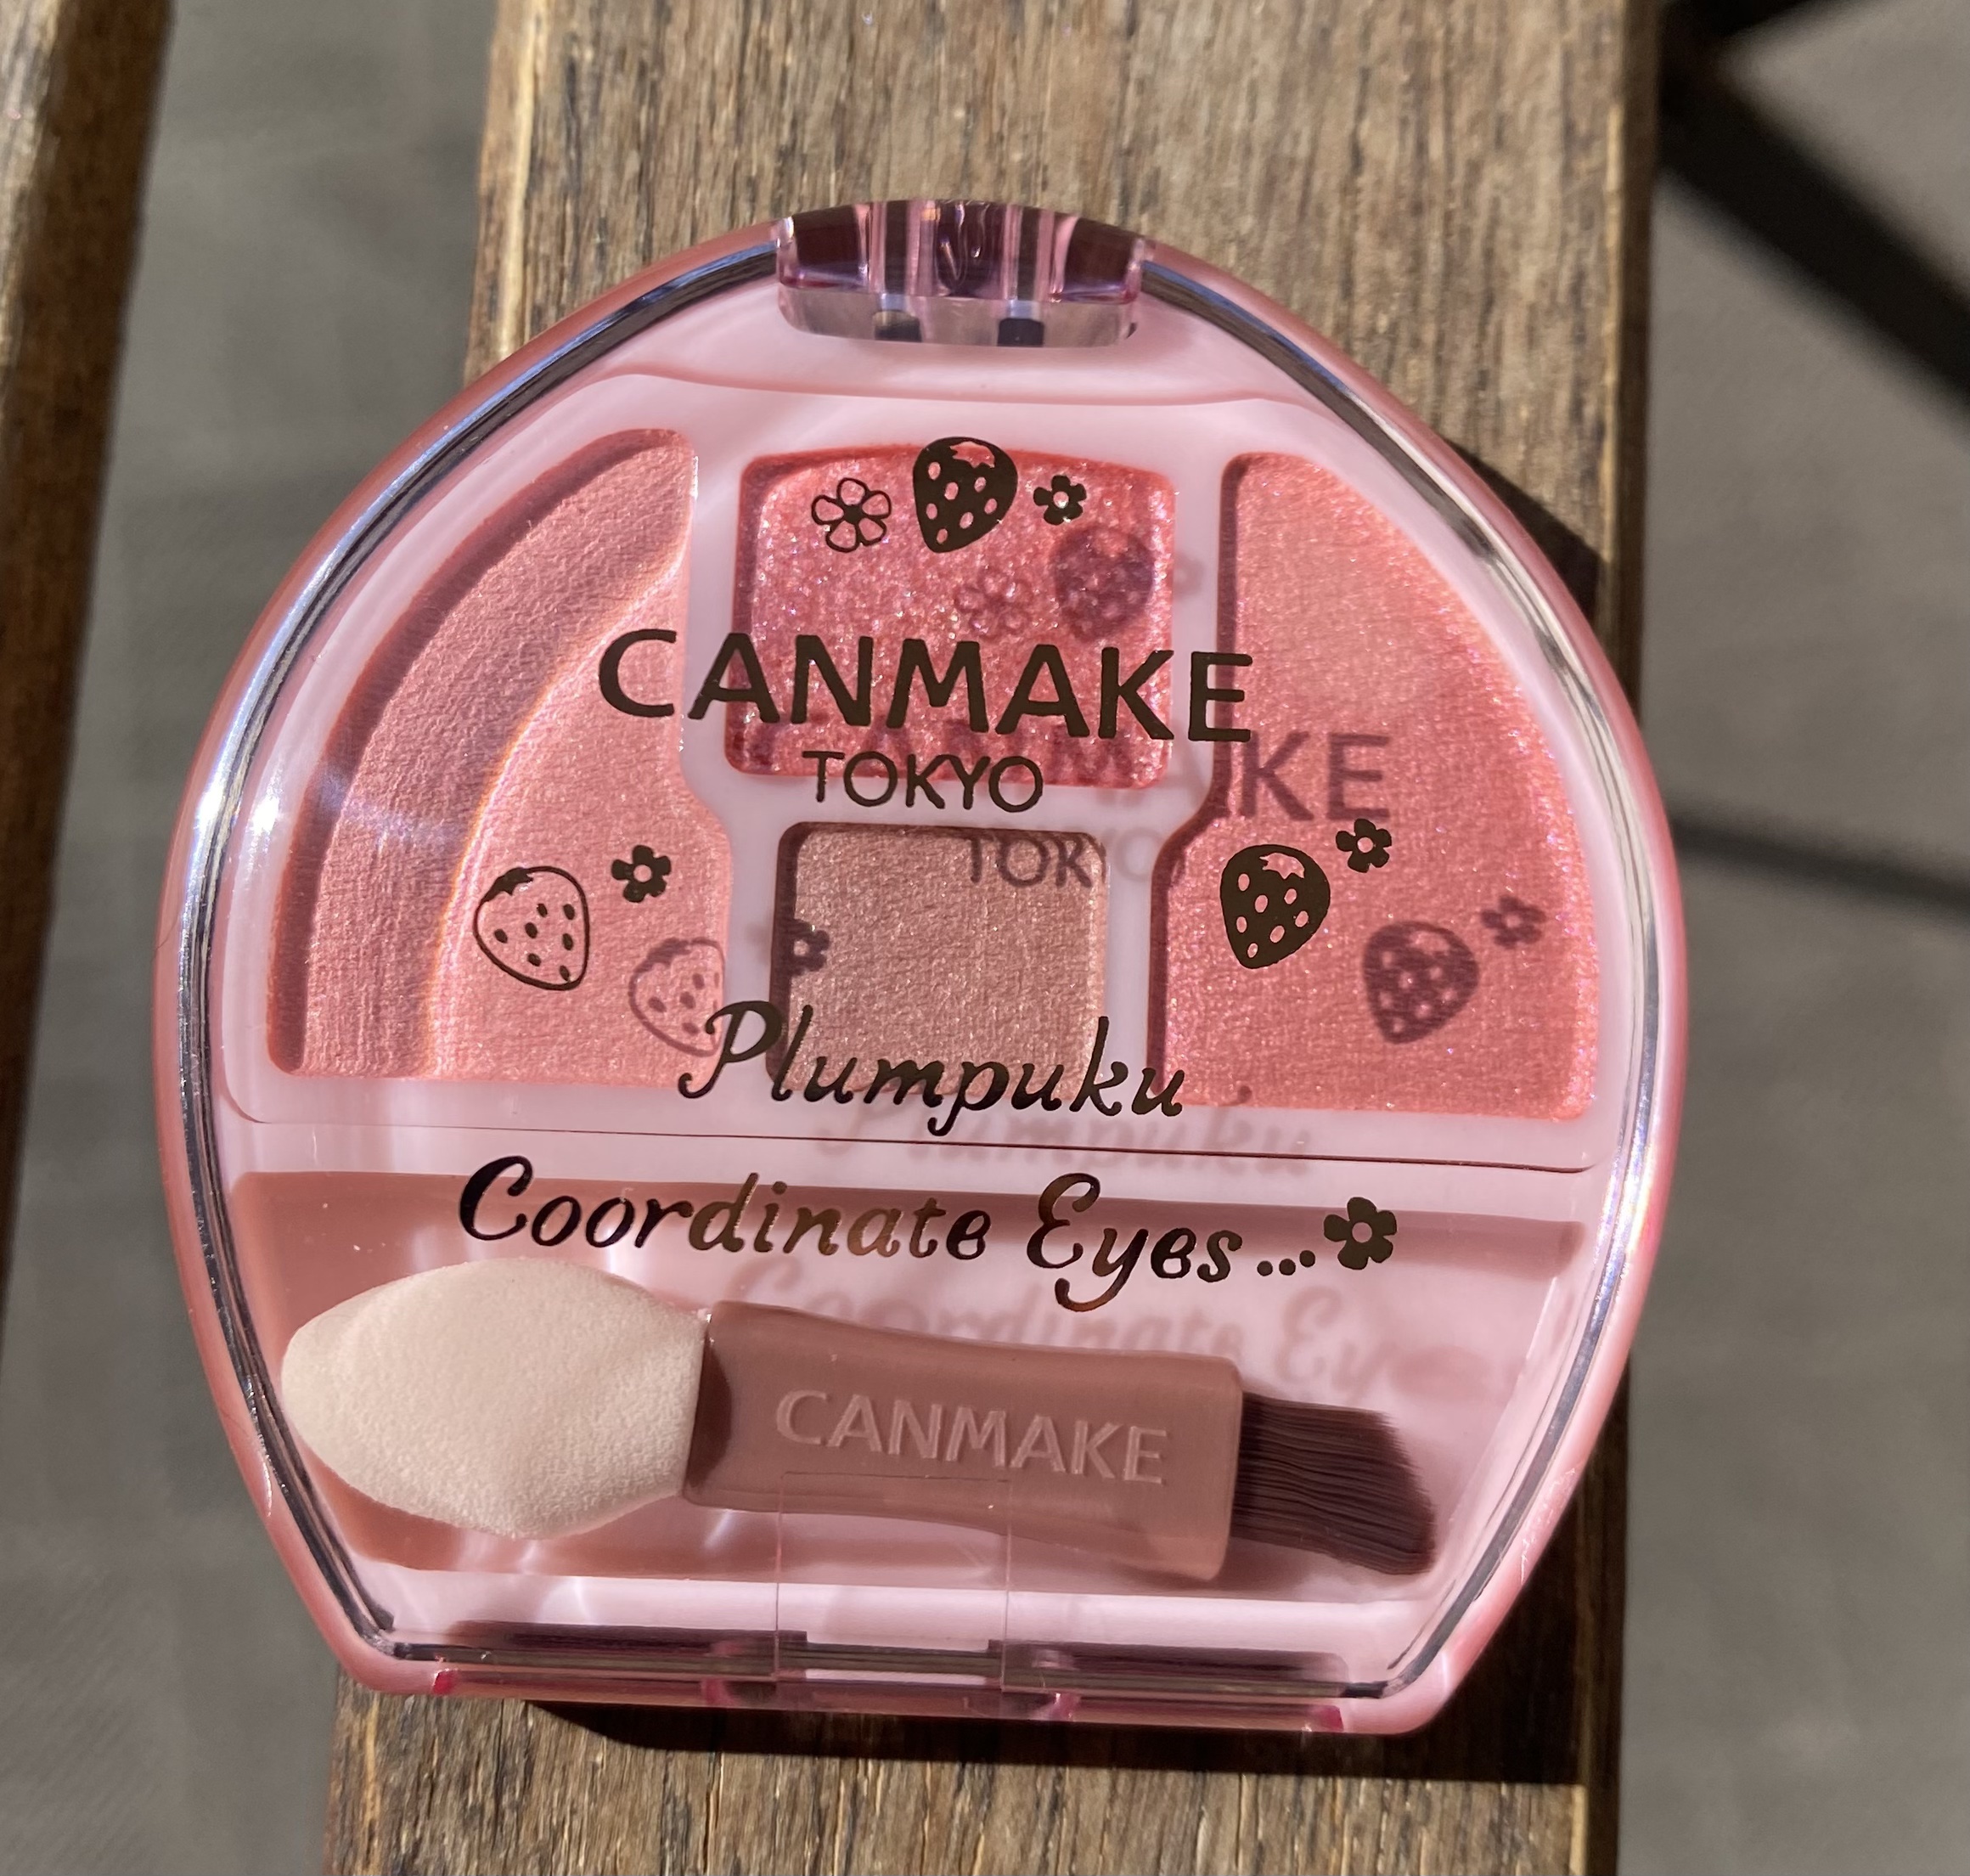 CANMAKE
TOKYO
Plumpuku
Coordinate Eyes...
CANMAKE